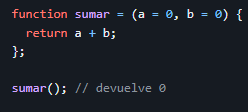 function sumar = (a = 0, b = 0) {
  return a + b;
};

sumar(); // devuelve 0